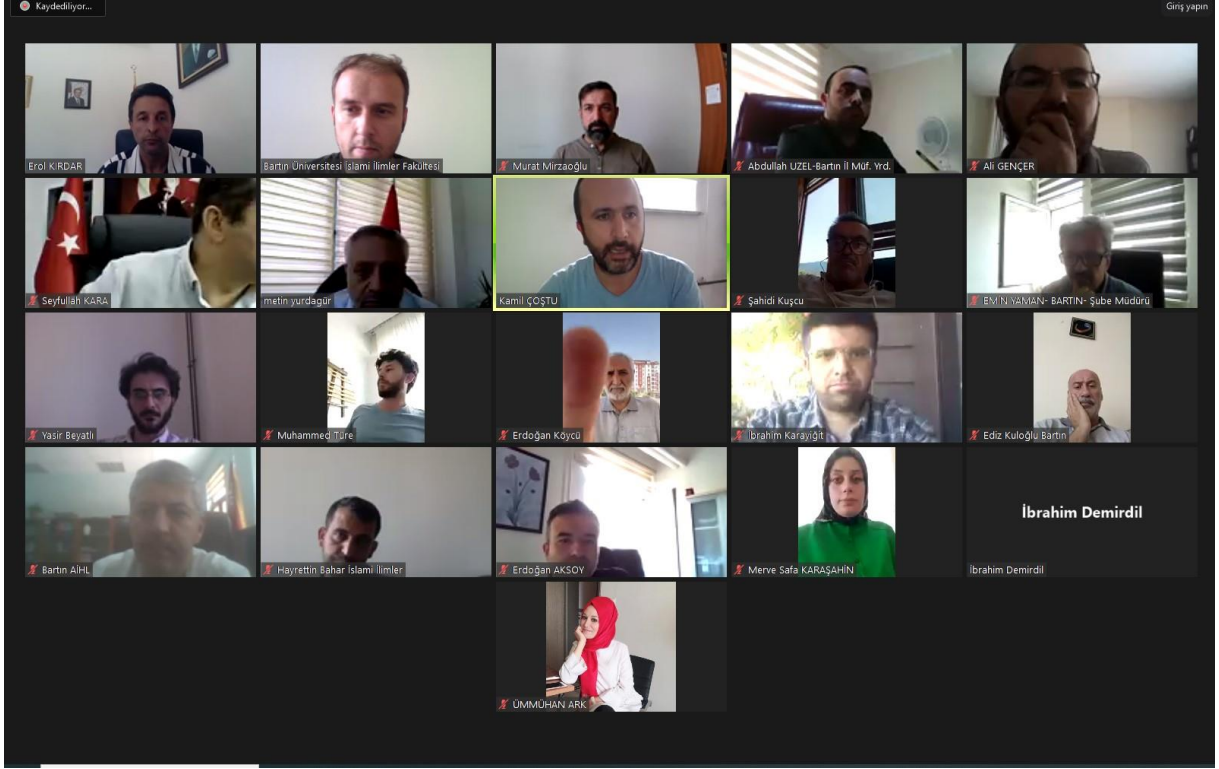 Kaydediliyor...
Giriş yapın
Erol KIRDAR
Bartın Üniversitesi İslami İlimler Fakültesi
Murat Mirzaoğlu
Abdullah UZEL-Bartın İl Müf. Yrd.
Ali GENÇER
Seyfullah KARA
metin yurdagür
Kamil ÇOŞTU
Şahidi Kuşcu
EMİN YAMAN- BARTIN- Şube Müdürü
Yasir Beyatlı
Muhammed Türe
Erdoğan Köycü
İbrahim Karayiğit
Ediz Kuloğlu Bartın
Bartın AİHL
Hayrettin Bahar İslami İlimler
Erdoğan AKSOY
Merve Safa KARAŞAHİN
İbrahim Demirdil
İbrahim Demirdil
ÜMMÜHAN ARK